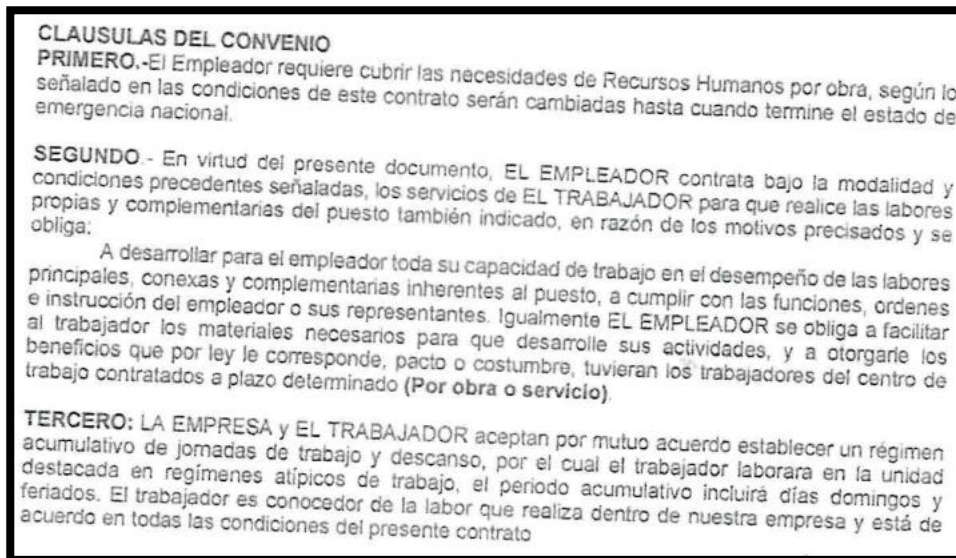 CLAUSULAS DEL CONVENIO
PRIMERO.-El Empleador requiere cubrir las necesidades de Recursos Humanos por obra, según lo
señalado en las condiciones de este contrato serán cambiadas hasta cuando termine el estado de
emergencia nacional.
SEGUNDO.- En virtud del presente documento, EL EMPLEADOR contrata bajo la modalidad y
condiciones precedentes señaladas, los servicios de EL TRABAJADOR para que realice las labores
propias y complementarias del puesto también indicado, en razón de los motivos precisados y se
obliga:
A desarrollar para el empleador toda su capacidad de trabajo en el desempeño de las labores
principales, conexas y complementarias inherentes al puesto, a cumplir con las funciones, ordenes
e instrucción del empleador o sus representantes. Igualmente EL EMPLEADOR se obliga a facilitar
al trabajador los materiales necesarios para que desarrolle sus actividades, y a otorgarle los
beneficios que por ley le corresponde, pacto o costumbre, tuvieran los trabajadores del centro de
trabajo contratados a plazo determinado (Por obra o servicio).
TERCERO: LA EMPRESA y EL TRABAJADOR aceptan por mutuo acuerdo establecer un régimen
acumulativo de jornadas de trabajo y descanso, por el cual el trabajador laborara en la unidad
destacada en regímenes atípicos de trabajo, el periodo acumulativo incluirá días domingos y
feriados. El trabajador es conocedor de la labor que realiza dentro de nuestra empresa y está de
acuerdo en todas las condiciones del presente contrato